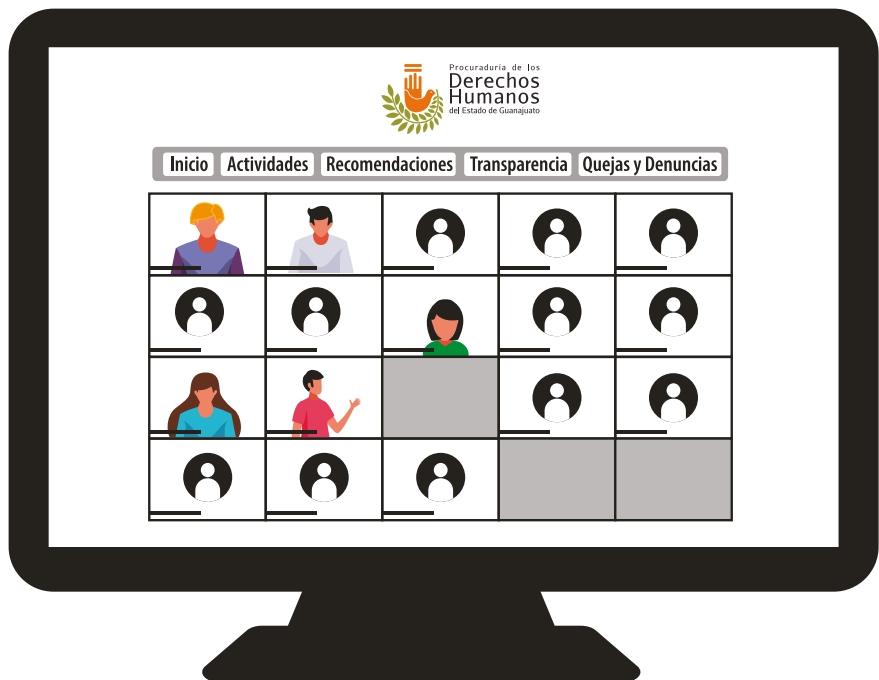 Procuraduría de los
Derechos
Humanos
del Estado de Guanajuato
Inicio Actividades Recomendaciones Transparencia Quejas y Denuncias